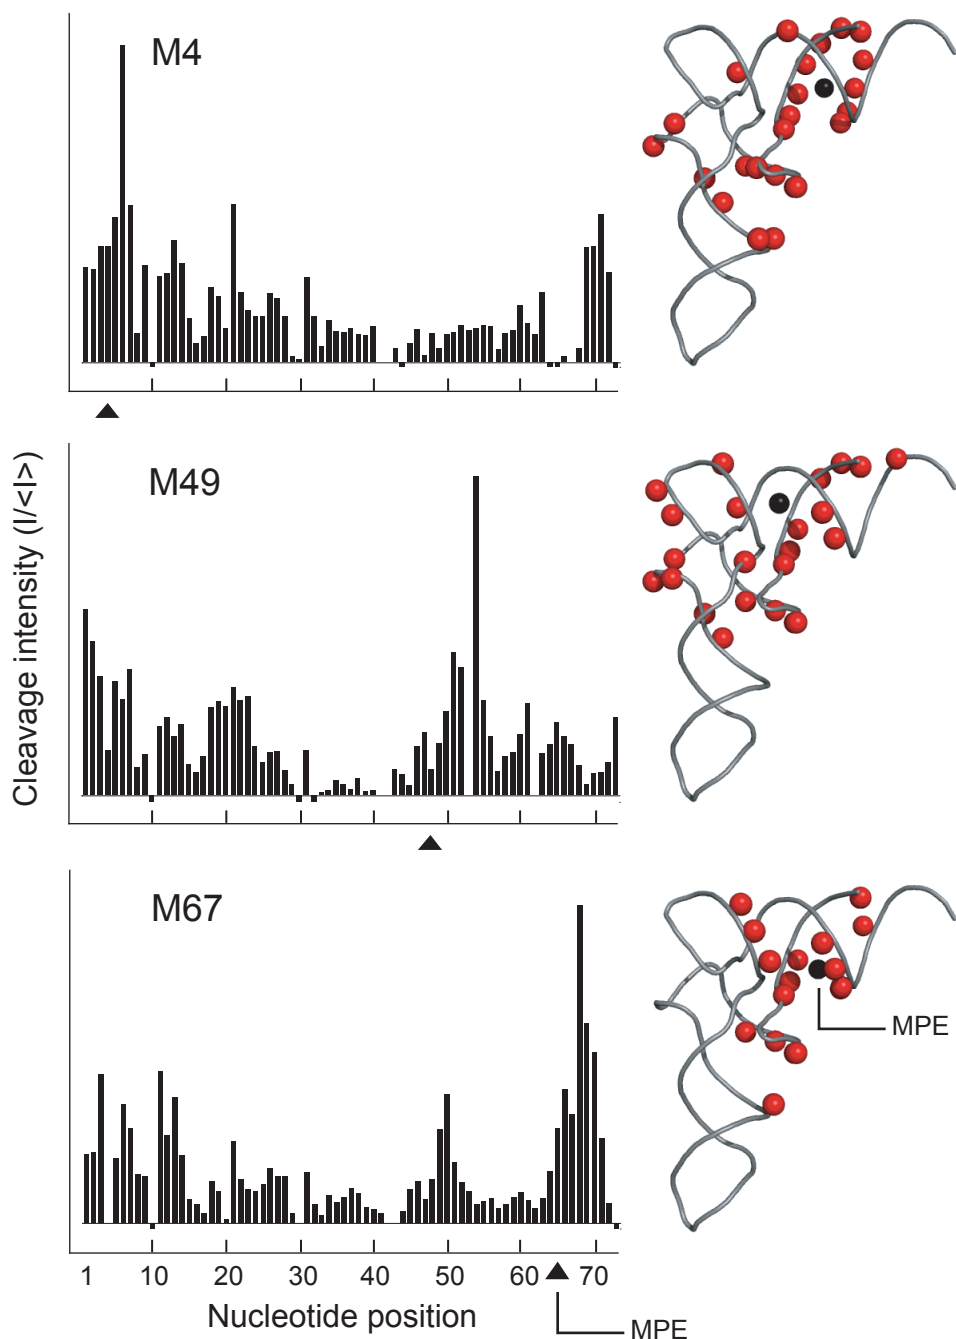 M4
M49
Cleavage intensity (I/<I>)
M67
MPE
1 10 20 30 40 50 60 70
Nucleotide position
MPE